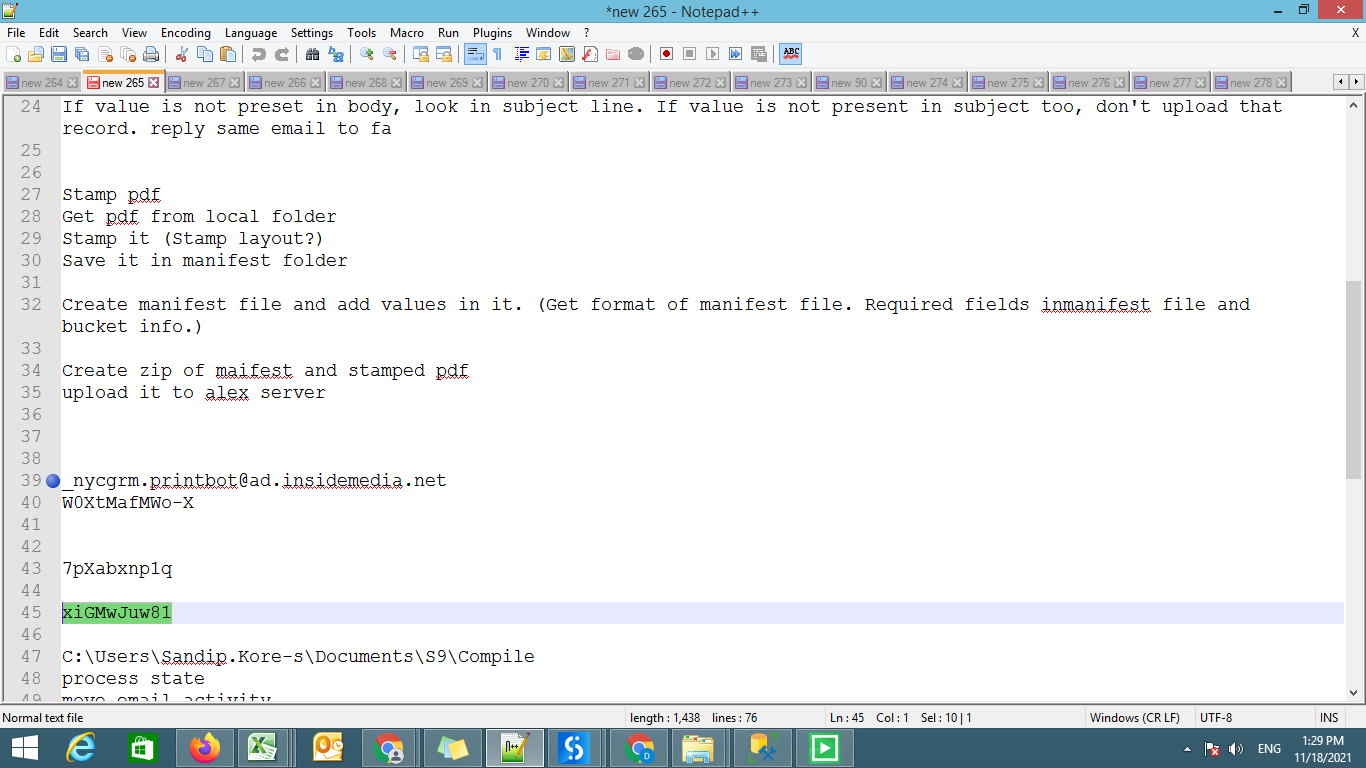 *new 265 - Notepad++
File Edit Search View Encoding Language Settings Tools Macro Run Plugins Window ? X
new 264 new 265 new 267 new 266 new 268 new 269 new 270 new 271 new 272 new 273 new 90 new 274 new 275 new 276 new 277 new 278
24 If value is not preset in body, look in subject line. If value is not present in subject too, don't upload that
record. reply same email to fa
25
26
27 Stamp pdf
28 Get pdf from local folder
29 Stamp it (Stamp layout?)
30 Save it in manifest folder
31
32 Create manifest file and add values in it. (Get format of manifest file. Required fields inmanifest file and
bucket info.)
33
34 Create zip of maifest and stamped pdf
35 upload it to alex server
36
37
38
39 _nycgrm.printbot@ad.insidemedia.net
40 W0XtMafMWo-X
41
42
43 7pXabxnp1q
44
45 xiGMwJuw81
46
47 C:\Users\Sandip.Kore-s\Documents\S9\Compile
48 process state
49 move email activity
Normal text file length : 1,438 lines : 76 Ln : 45 Col : 1 Sel : 10 | 1 Windows (CR LF) UTF-8 INS
ENG 1:29 PM
11/18/2021